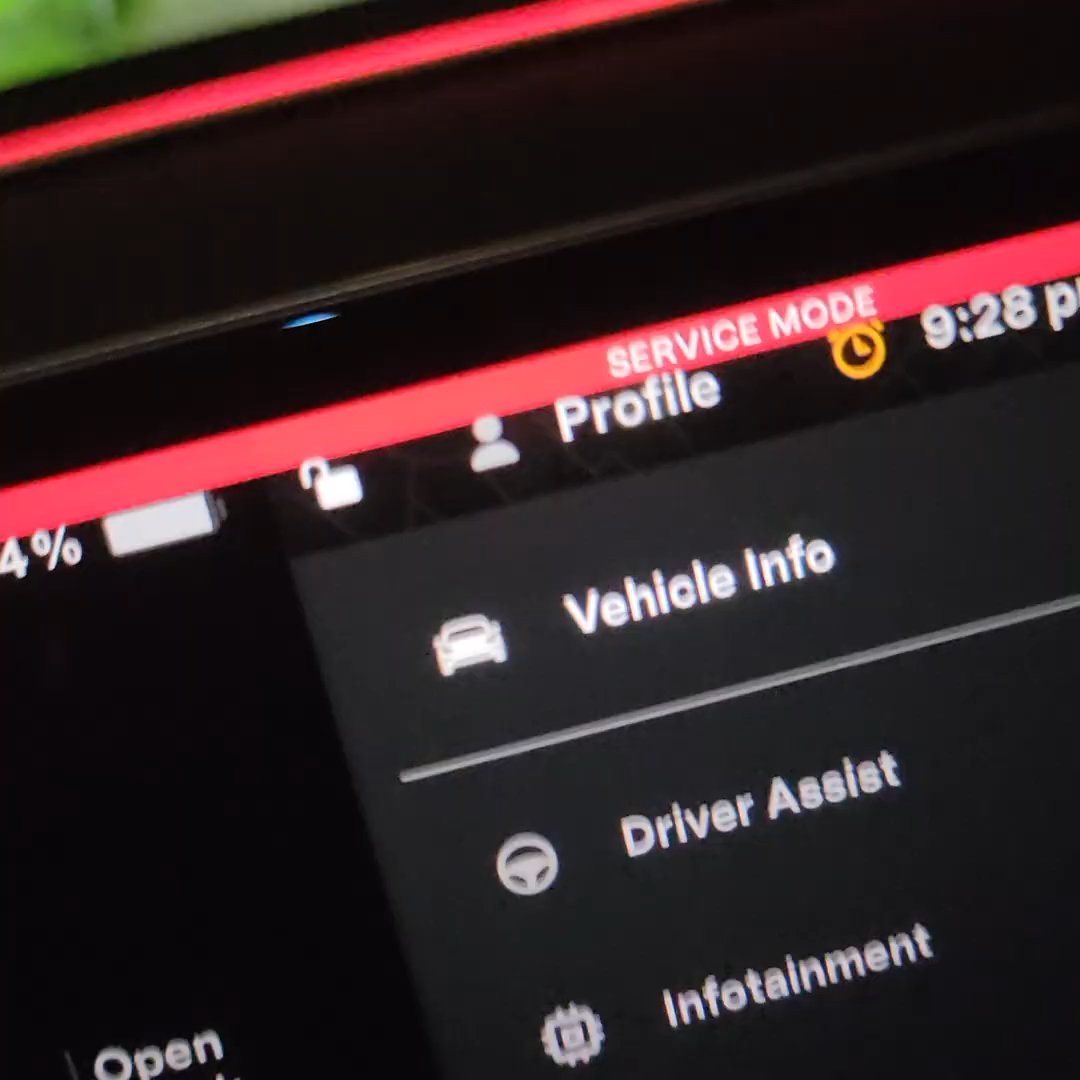 SERVICE MODE
4%
Profile
9:28
Vehicle Info
Driver Assist
Infotainment
Open